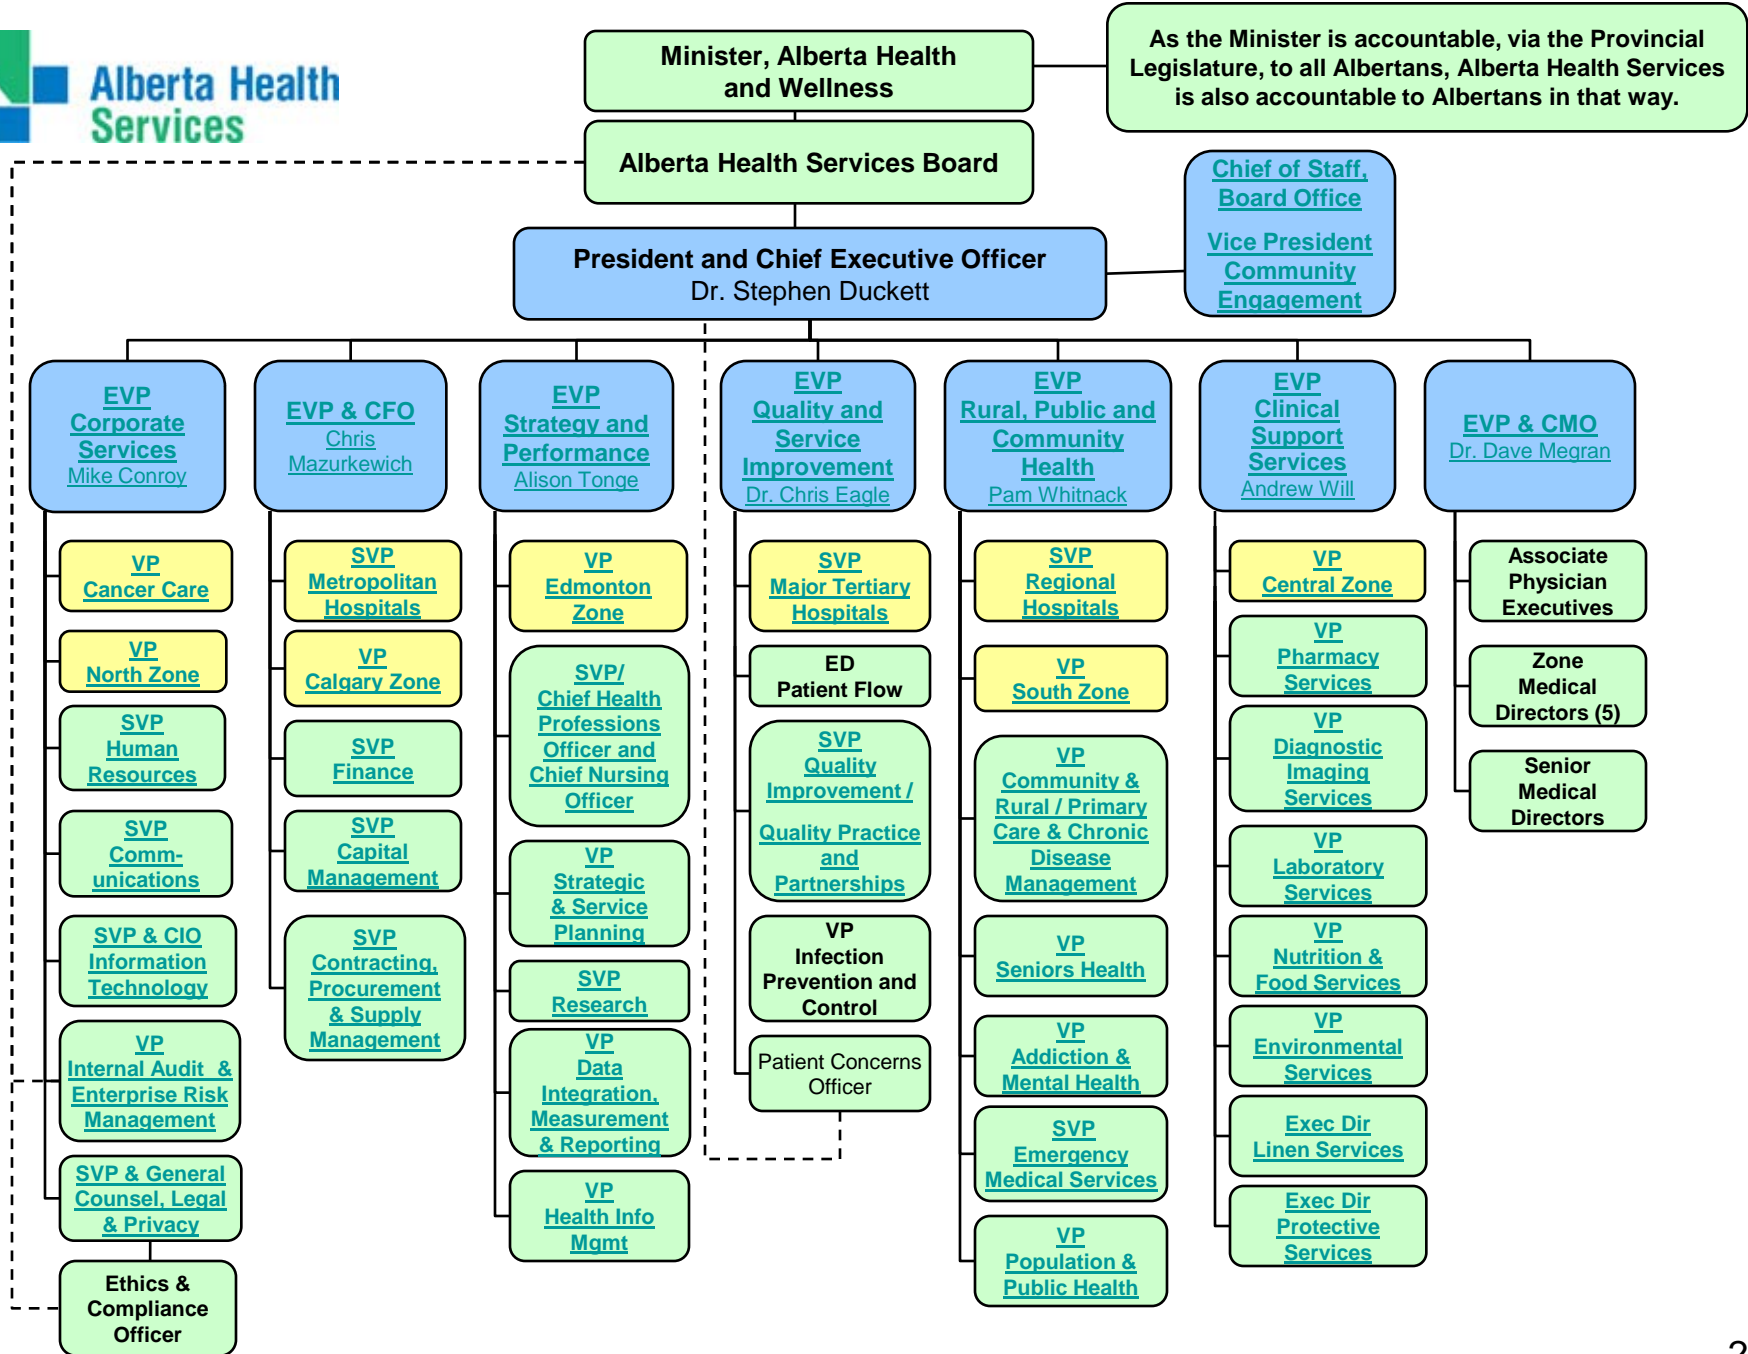 Alberta Health
Services
Minister, Alberta Health
and Wellness
As the Minister is accountable, via the Provincial
Legislature, to all Albertans, Alberta Health Services
is also accountable to Albertans in that way.
Alberta Health Services Board
Chief of Staff,
Board Office
Vice President
Community
Engagement
President and Chief Executive Officer
Dr. Stephen Duckett
EVP
Corporate
Services
Mike Conroy
EVP & CFO
Chris
Mazurkewich
EVP
Strategy and
Performance
Alison Tonge
EVP
Quality and
Service
Improvement
Dr. Chris Eagle
EVP
Rural, Public and
Community
Health
Pam Whitnack
EVP
Clinical
Support
Services
Andrew Will
EVP & CMO
Dr. Dave Megran
VP
Cancer Care
VP
North Zone
SVP
Human
Resources
SVP
Comm-
unications
SVP & CIO
Information
Technology
VP
Internal Audit &
Enterprise Risk
Management
SVP & General
Counsel, Legal
& Privacy
Ethics &
Compliance
Officer
SVP
Metropolitan
Hospitals
VP
Calgary Zone
SVP
Finance
SVP
Capital
Management
SVP
Contracting,
Procurement
& Supply
Management
VP
Edmonton
Zone
SVP/
Chief Health
Professions
Officer and
Chief Nursing
Officer
VP
Strategic
& Service
Planning
SVP
Research
VP
Data
Integration,
Measurement
& Reporting
VP
Health Info
Mgmt
SVP
Major Tertiary
Hospitals
ED
Patient Flow
SVP
Quality
Improvement /
Quality Practice
and
Partnerships
VP
Infection
Prevention and
Control
Patient Concerns
Officer
SVP
Regional
Hospitals
VP
South Zone
VP
Community &
Rural / Primary
Care & Chronic
Disease
Management
VP
Seniors Health
VP
Addiction &
Mental Health
SVP
Emergency
Medical Services
VP
Population &
Public Health
VP
Central Zone
VP
Pharmacy
Services
VP
Diagnostic
Imaging
Services
VP
Laboratory
Services
VP
Nutrition &
Food Services
VP
Environmental
Services
Exec Dir
Linen Services
Exec Dir
Protective
Services
Associate
Physician
Executives
Zone
Medical
Directors (5)
Senior
Medical
Directors
2